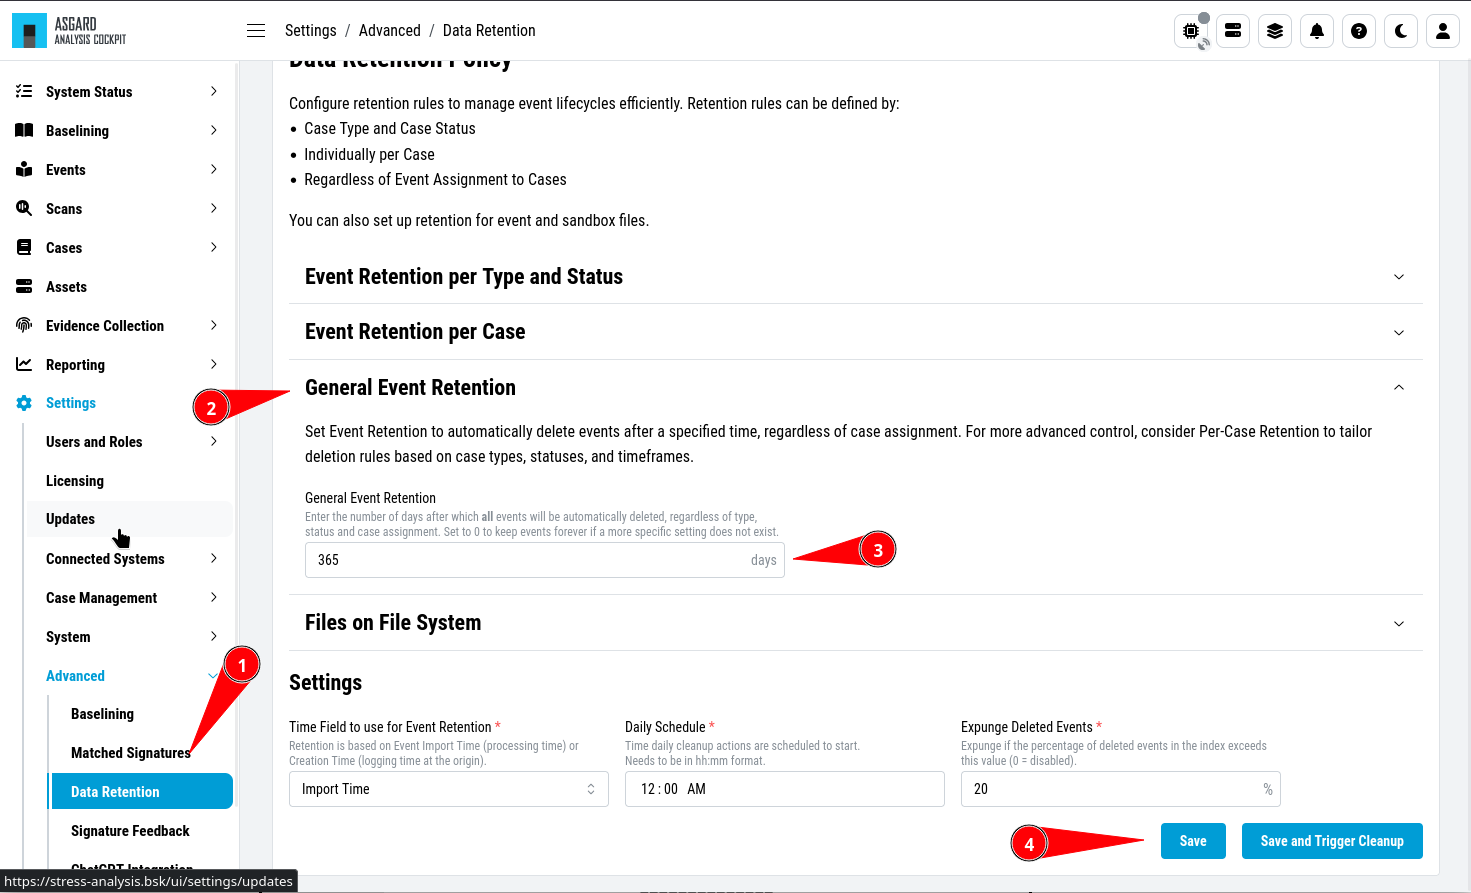 ASGARD
ANALYSIS COCKPIT
Settings / Advanced / Data Retention
System Status
Baselining
Events
Scans
Cases
Assets
Evidence Collection
Reporting
Settings
Users and Roles
Licensing
Updates
Connected Systems
Case Management
System
Advanced
Baselining
Matched Signatures
Data Retention
Signature Feedback
ChatGPT Integration
https://stress-analysis.bsk/ui/settings/updates
Data Retention Policy
Configure retention rules to manage event lifecycles efficiently. Retention rules can be defined by:
• Case Type and Case Status
• Individually per Case
• Regardless of Event Assignment to Cases
You can also set up retention for event and sandbox files.
Event Retention per Type and Status
Event Retention per Case
2
General Event Retention
Set Event Retention to automatically delete events after a specified time, regardless of case assignment. For more advanced control, consider Per-Case Retention to tailor
deletion rules based on case types, statuses, and timeframes.
General Event Retention
Enter the number of days after which all events will be automatically deleted, regardless of type,
status and case assignment. Set to 0 to keep events forever if a more specific setting does not exist.
365 days
3
Files on File System
1
Settings
Time Field to use for Event Retention *
Retention is based on Event Import Time (processing time) or
Creation Time (logging time at the origin).
Import Time
Daily Schedule *
Time daily cleanup actions are scheduled to start.
Needs to be in hh:mm format.
12 : 00 AM
Expunge Deleted Events *
Expunge if the percentage of deleted events in the index exceeds
this value (0 = disabled).
20 %
4
Save
Save and Trigger Cleanup